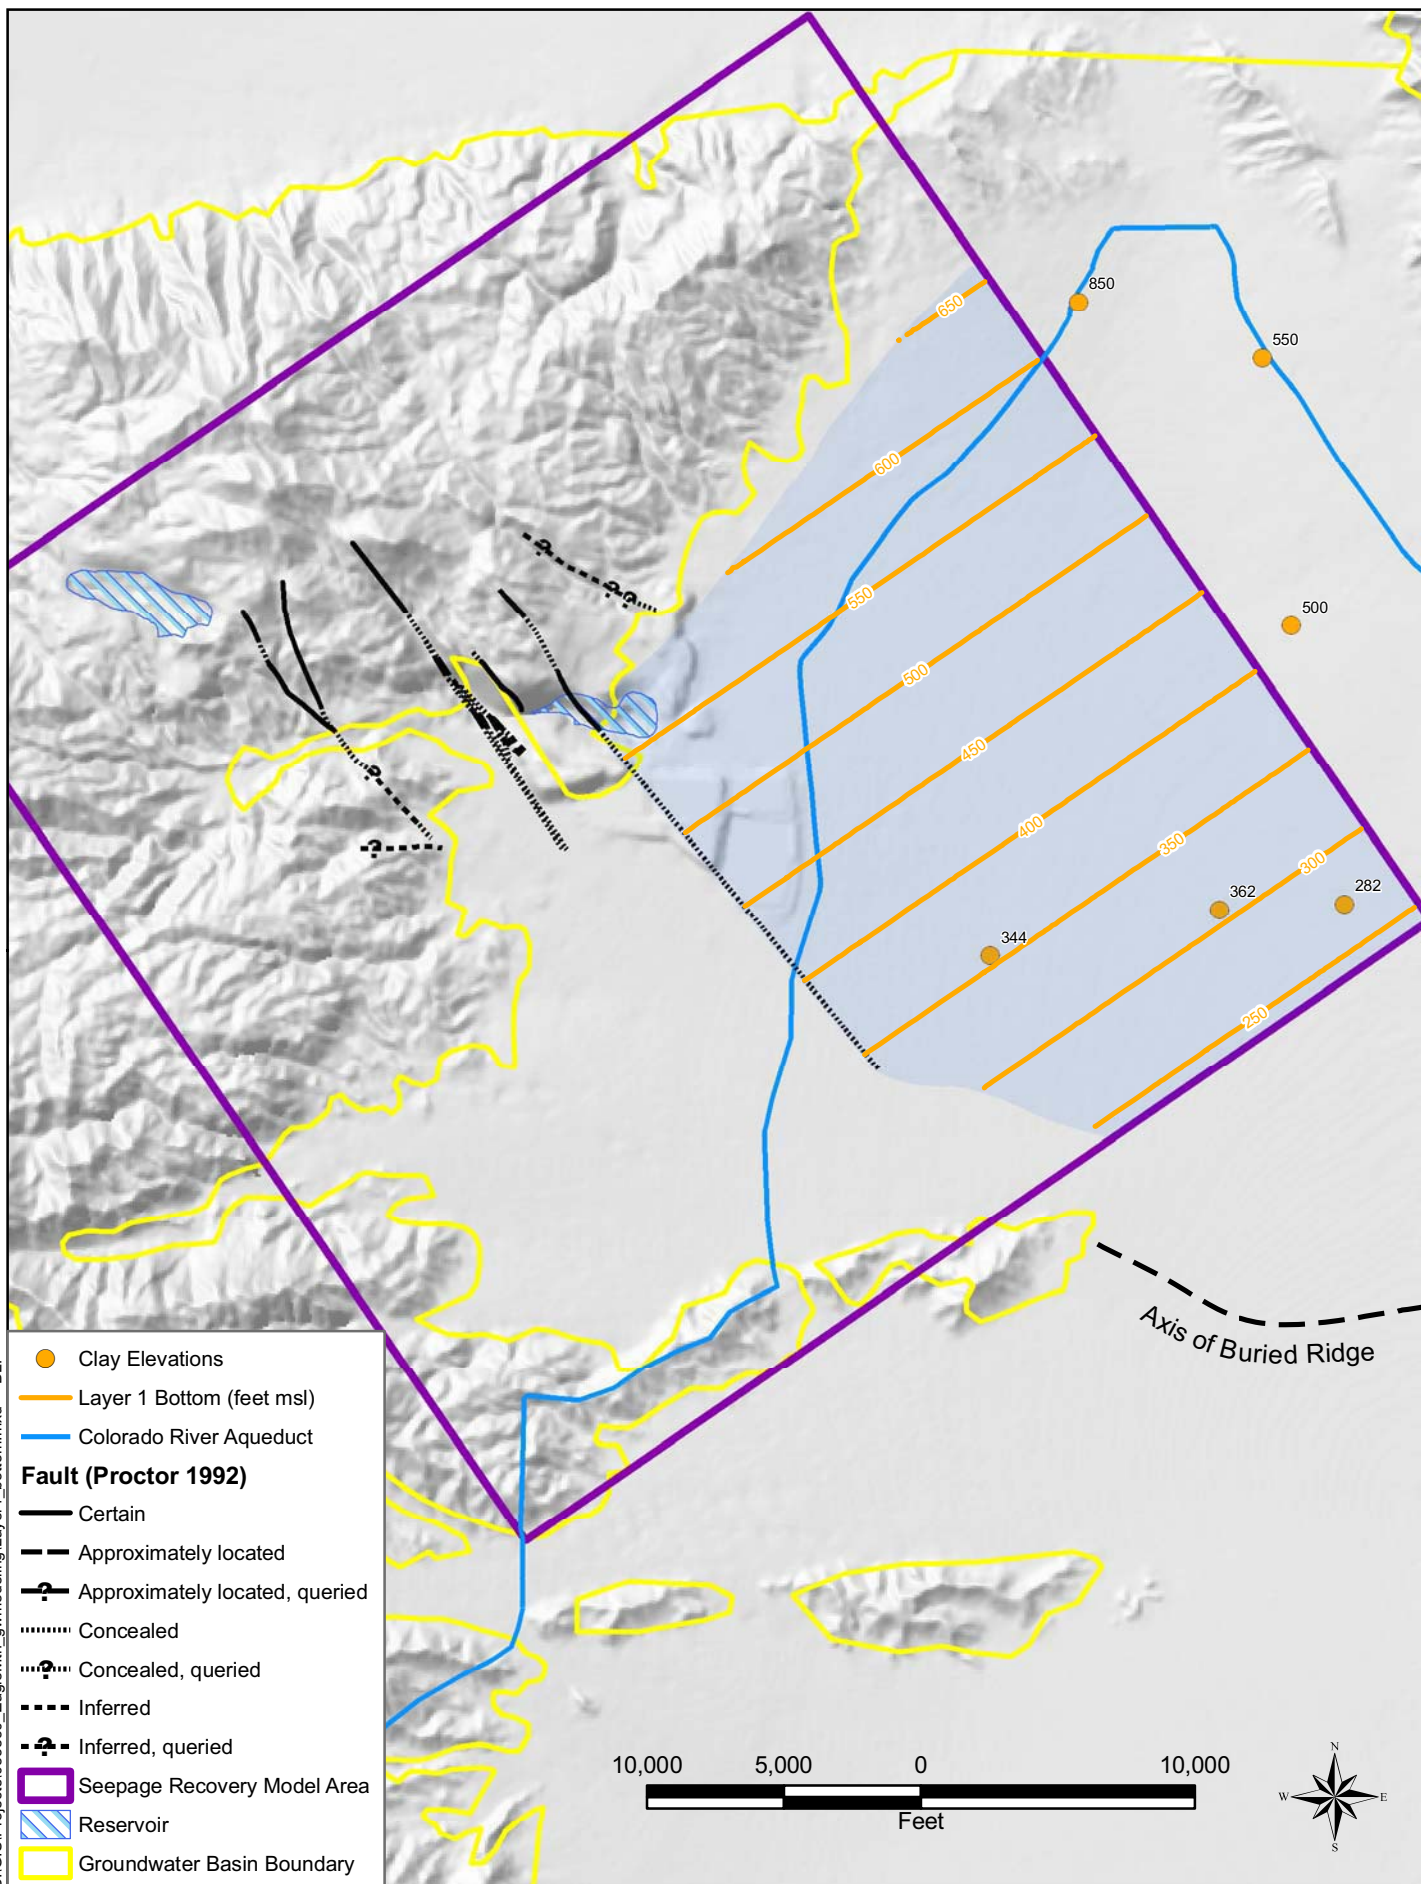 850
550
650
600
550
500
500
450
400
350
300
362
282
344
250
Axis of Buried Ridge
Clay Elevations
Layer 1 Bottom (feet msl)
Colorado River Aqueduct
Fault (Proctor 1992)
Certain
Approximately located
?
Approximately located, queried
Concealed
?
Concealed, queried
Inferred
?
Inferred, queried
Seepage Recovery Model Area
Reservoir
Groundwater Basin Boundary
?
? ?
?
?
10,000 5,000 0 10,000
Feet
N
W E
S